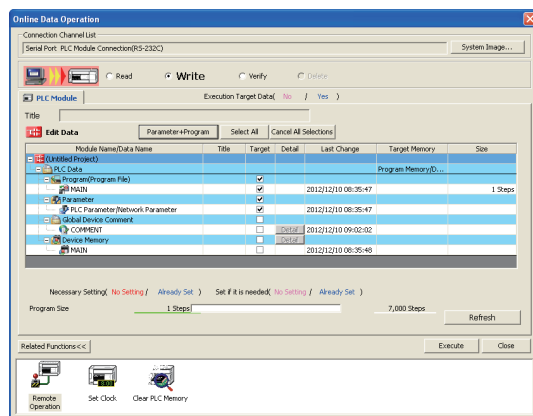 Online Data Operation
Connection Channel List
Serial Port PLC Module Connection(RS-232C)
System Image...
Read
Write
Verify
Delete
PLC Module
Execution Target Data( No / Yes )
Title
Edit Data
Parameter+Program
Select All
Cancel All Selections
Module Name/Data Name Title Target Detail Last Change Target Memory Size
(Untitled Project)
PLC Data Program Memory/D...
Program(Program File)
MAIN 2012/12/10 08:35:47 1 Steps
Parameter
PLC Parameter/Network Parameter 2012/12/10 08:35:47
Global Device Comment
COMMENT Detail 2012/12/10 09:02:02
Device Memory Detail
MAIN 2012/12/10 08:35:48
Necessary Setting( No Setting / Already Set ) Set if it is needed( No Setting / Already Set )
Program Size 1 Steps 7,000 Steps
Refresh
Related Functions<<
Execute
Close
Remote Operation
Set Clock
Clear PLC Memory